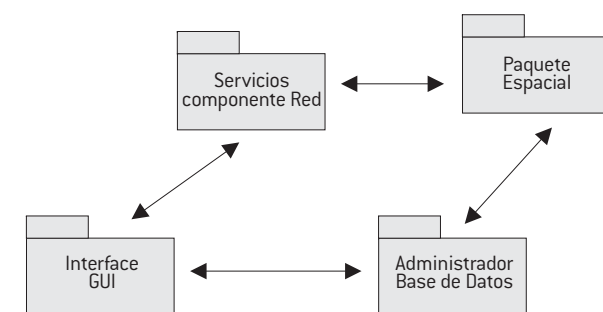 Servicios
componente Red
Paquete
Espacial
Interface
GUI
Administrador
Base de Datos